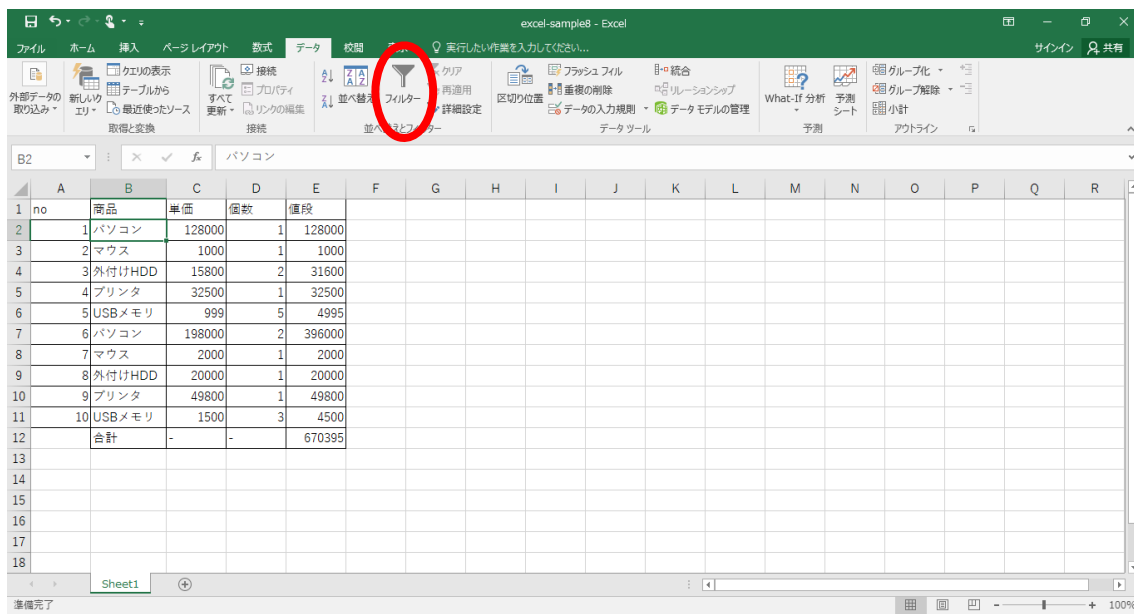 excel-sample8 - Excel
ファイル ホーム 挿入 ページ レイアウト 数式 データ 校閲 実行したい作業を入力してください... サインイン 共有
外部データの取り込み
新しいクエリ
クエリの表示
テーブルから
最近使ったソース
取得と変換
すべて更新
接続
プロパティ
リンクの編集
接続
並べ替え
フィルター
クリア
再適用
詳細設定
並べ替えとフィルター
区切り位置
フラッシュ フィル
重複の削除
データの入力規則
統合
リレーションシップ
データ モデルの管理
データ ツール
What-If 分析
予測シート
予測
グループ化
グループ解除
小計
アウトライン
B2 fx パソコン
A B C D E F G H I J K L M N O P Q R
1 no 商品 単価 個数 値段
2 1 パソコン 128000 1 128000
3 2 マウス 1000 1 1000
4 3 外付けHDD 15800 2 31600
5 4 プリンタ 32500 1 32500
6 5 USBメモリ 999 5 4995
7 6 パソコン 198000 2 396000
8 7 マウス 2000 1 2000
9 8 外付けHDD 20000 1 20000
10 9 プリンタ 49800 1 49800
11 10 USBメモリ 1500 3 4500
12 合計 - - 670395
13
14
15
16
17
18
Sheet1
準備完了 100%